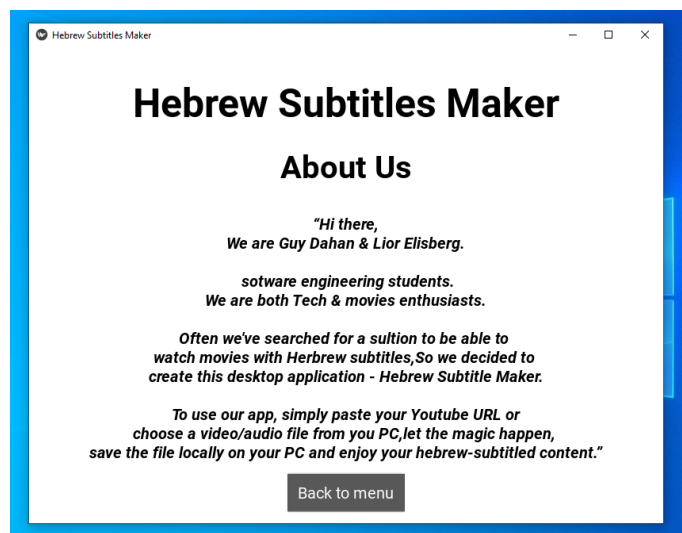 Hebrew Subtitles Maker
Hebrew Subtitles Maker
About Us
“Hi there,
We are Guy Dahan & Lior Elisberg.
sotware engineering students.
We are both Tech & movies enthusiasts.
Often we've searched for a sultion to be able to
watch movies with Herbrew subtitles,So we decided to
create this desktop application - Hebrew Subtitle Maker.
To use our app, simply paste your Youtube URL or
choose a video/audio file from you PC,let the magic happen,
save the file locally on your PC and enjoy your hebrew-subtitled content.”
Back to menu